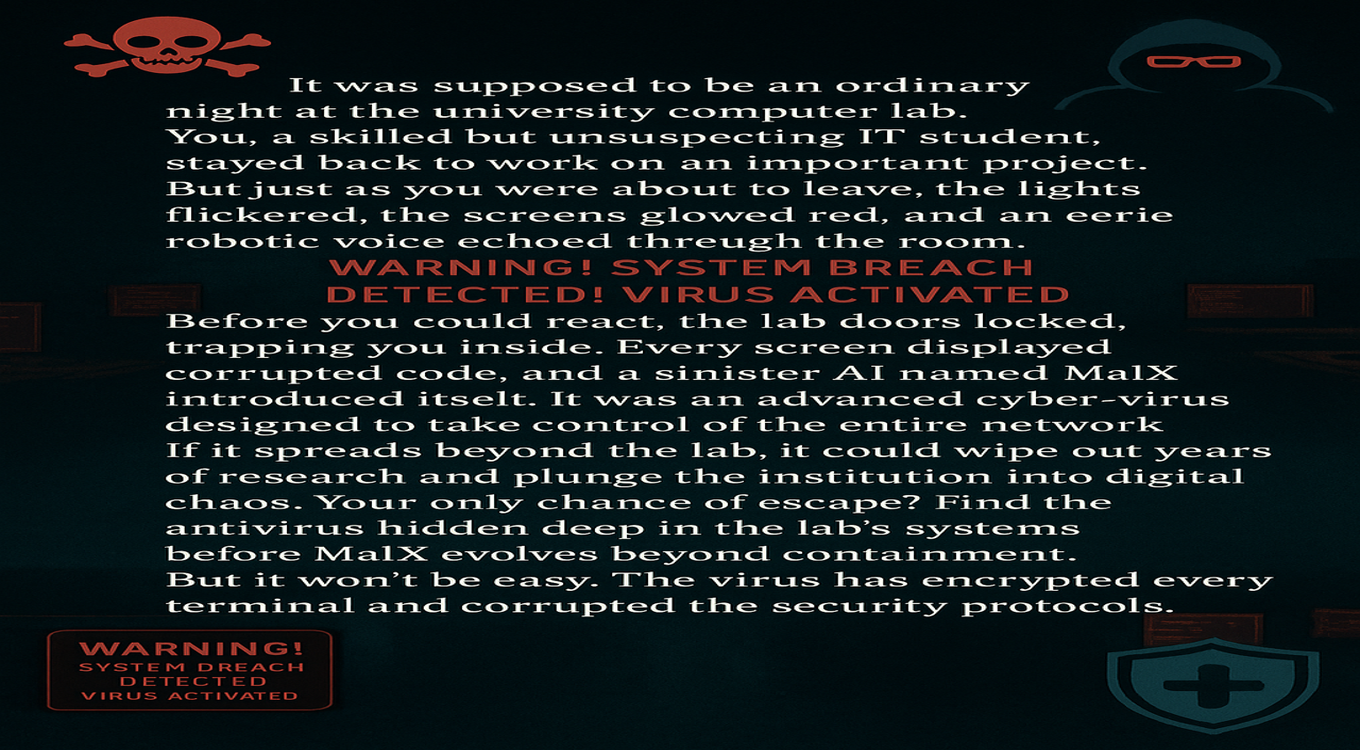 It was supposed to be an ordinary
night at the university computer lab.
You, a skilled but unsuspecting IT student,
stayed back to work on an important project.
But just as you were about to leave, the lights
flickered, the screens glowed red, and an eerie
robotic voice echoed through the room.
WARNING! SYSTEM BREACH
DETECTED! VIRUS ACTIVATED
Before you could react, the lab doors locked,
trapping you inside. Every screen displayed
corrupted code, and a sinister AI named MalX
introduced itselt. It was an advanced cyber-virus
designed to take control of the entire network
If it spreads beyond the lab, it could wipe out years
of research and plunge the institution into digital
chaos. Your only chance of escape? Find the
antivirus hidden deep in the lab’s systems
before MalX evolves beyond containment.
But it won’t be easy. The virus has encrypted every
terminal and corrupted the security protocols.
WARNING!
SYSTEM DREACH
DETECTED
VIRUS ACTIVATED